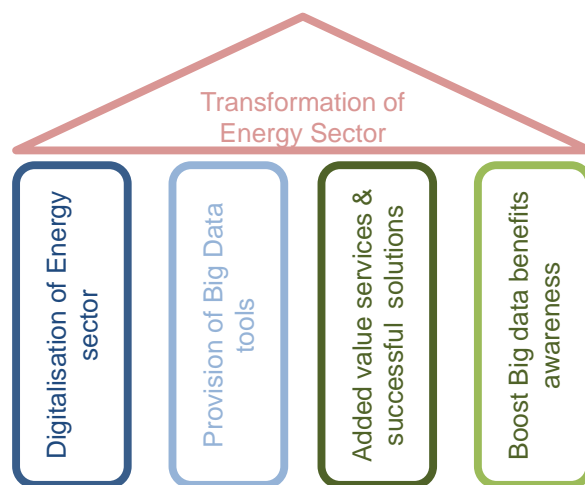 Transformation of
Energy Sector
Digitalisation of Energy
sector
Provision of Big Data
tools
Added value services &
successful solutions
Boost Big data benefits
awareness